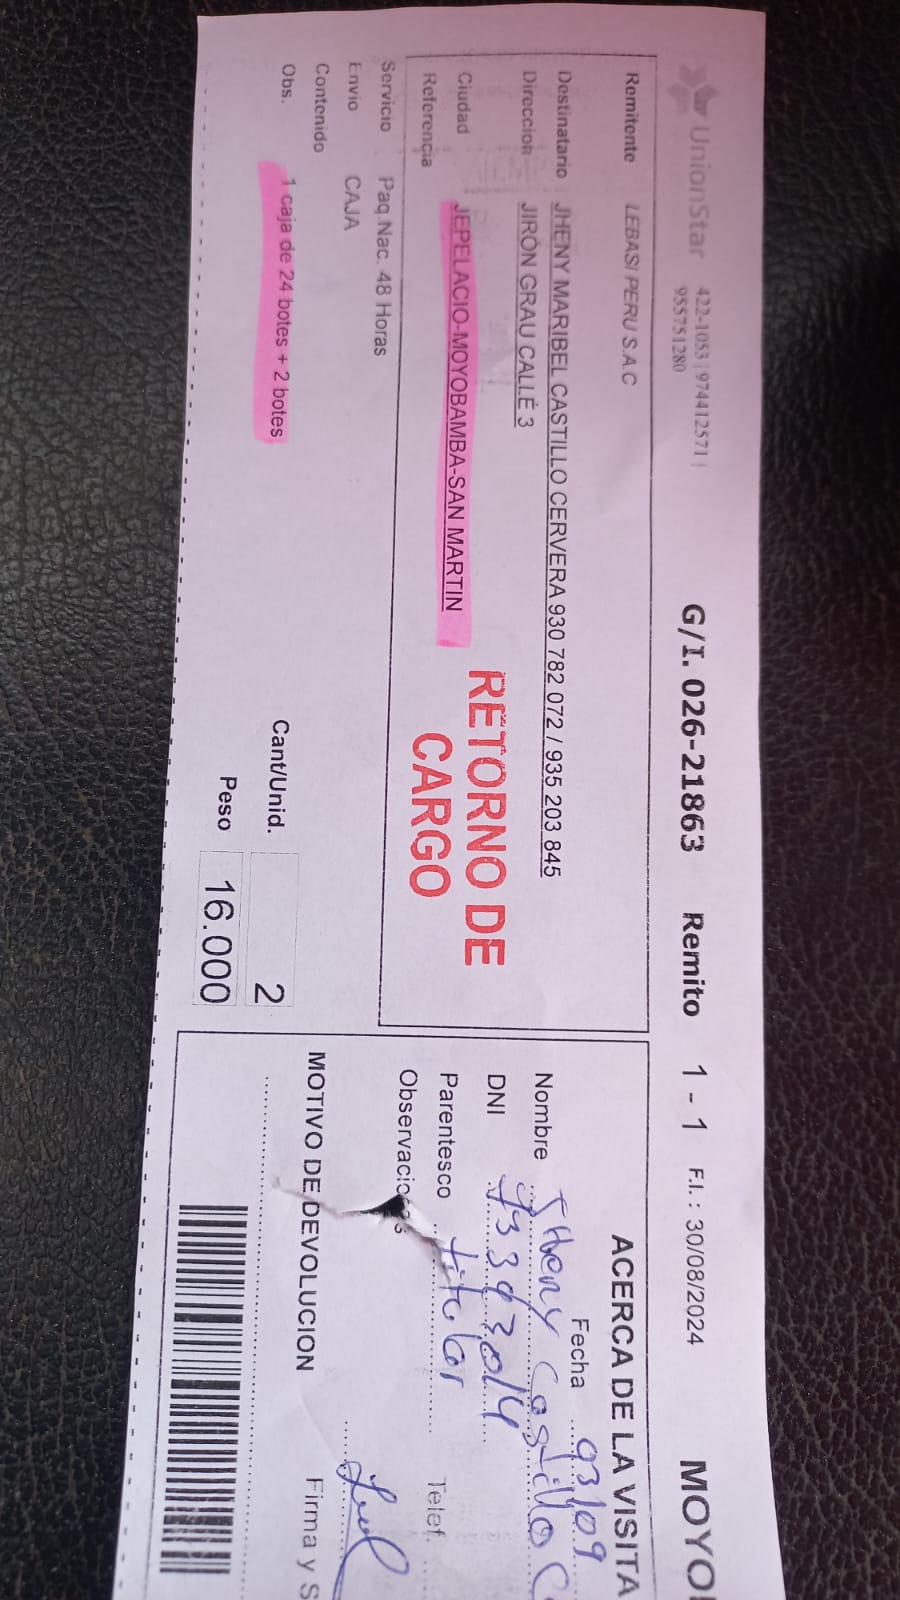 UnionStar 422-1053 | 974412571 |
955751280
G/I. 026-21863 Remito 1 - 1 F.I.: 30/08/2024
Remitente LEBASI PERU S.A.C
Destinatario JHENY MARIBEL CASTILLO CERVERA 930 782 072 / 935 203 845
Direccion JIRÓN GRAU CALLE 3
Ciudad JEPELACIO-MOYOBAMBA-SAN MARTIN
Referencia
RETORNO DE
CARGO
Servicio Paq.Nac. 48 Horas
Envio CAJA
Contenido
Obs. 1 caja de 24 botes + 2 botes
Cant/Unid. 2
Peso 16.000
ACERCA DE LA VISITA
Fecha 03/09
Nombre Jheny Castillo C
DNI
Parentesco titular Telef.
MOTIVO DE DEVOLUCION Firma y